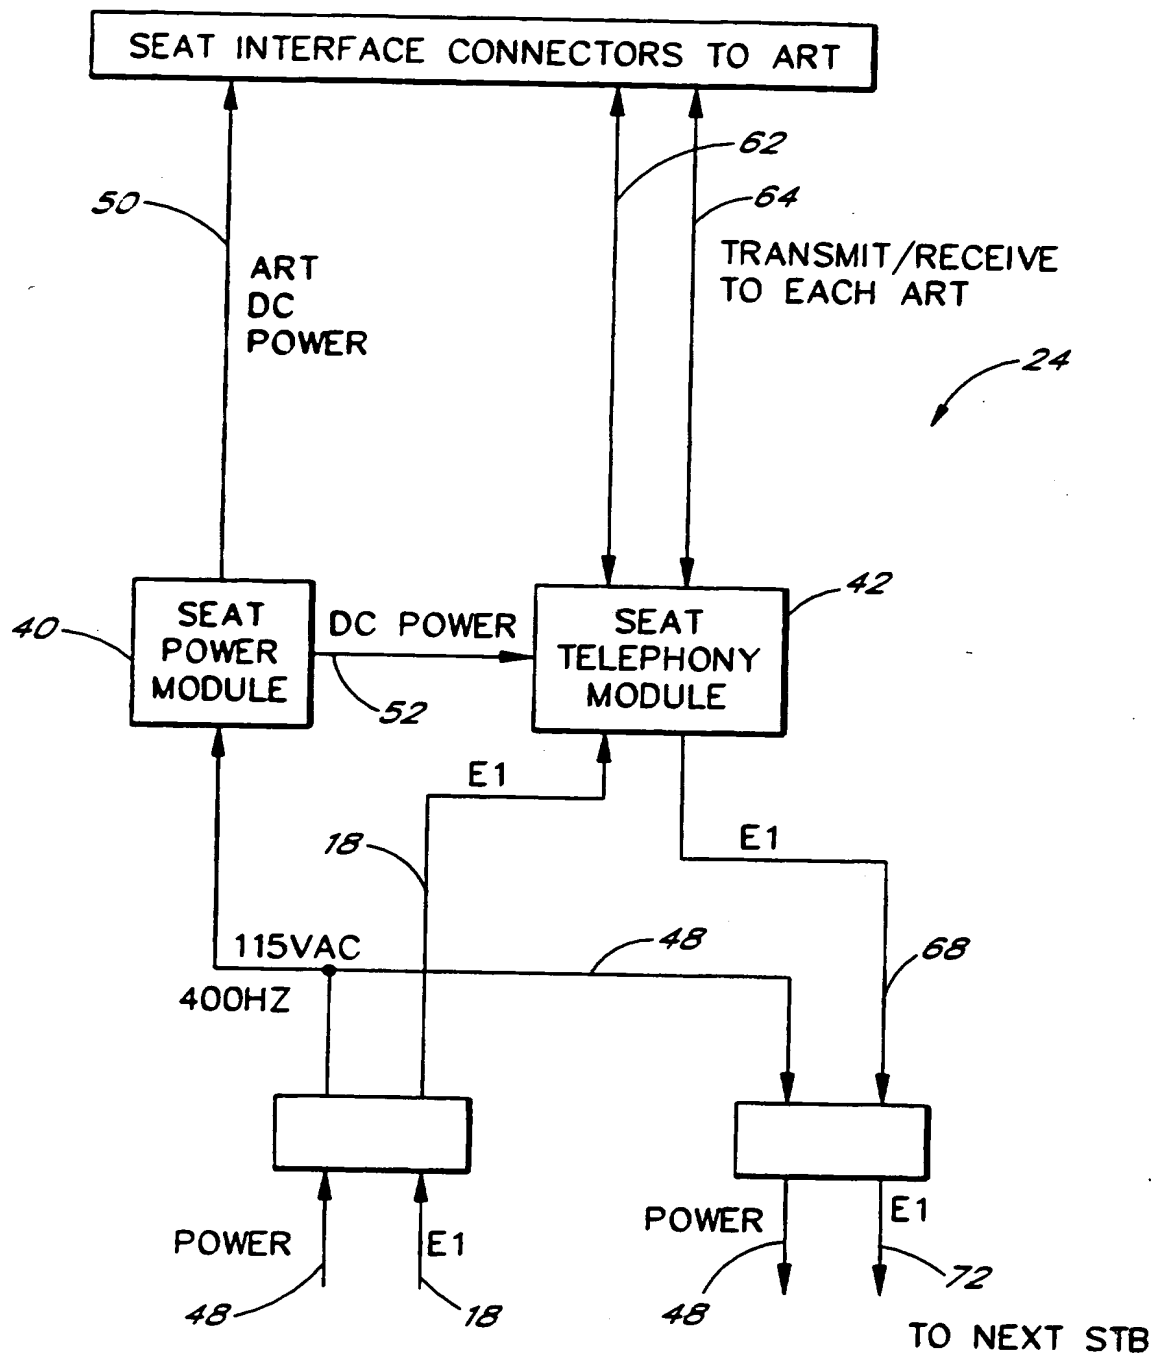 SEAT INTERFACE CONNECTORS TO ART
62
50
64
TRANSMIT/RECEIVE
TO EACH ART
ART
DC
POWER
24
42
40
SEAT
POWER
MODULE
DC POWER
SEAT
TELEPHONY
MODULE
52
E1
18
E1
115VAC
48
68
400HZ
POWER
E1
POWER
E1
48
18
48
72
TO NEXT STB